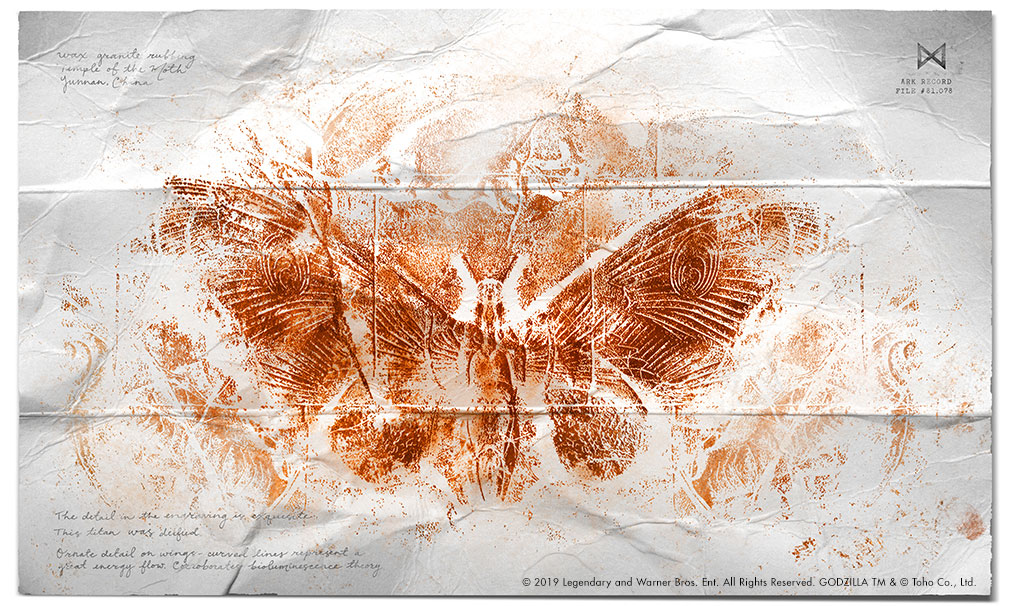 wax granite rubbing
sample of the Moth
Yunnan, China
ARK RECORD
FILE #81,078
The detail in the engraving is exquisite.
This titan was deified.
Ornate detail on wings - curved lines represent a
great energy flow. Corroborates bioluminescence theory
© 2019 Legendary and Warner Bros. Ent. All Rights Reserved. GODZILLA TM & © Toho Co., Ltd.